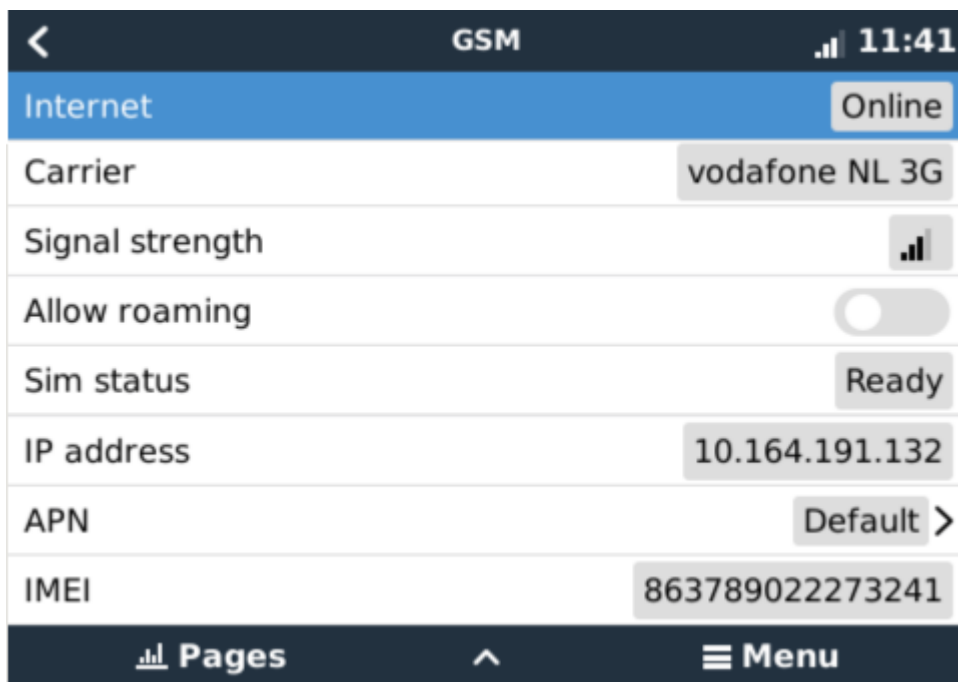 GSM 11:41
Internet Online
Carrier vodafone NL 3G
Signal strength
Allow roaming
Sim status Ready
IP address 10.164.191.132
APN Default
IMEI 863789022273241
Pages Menu